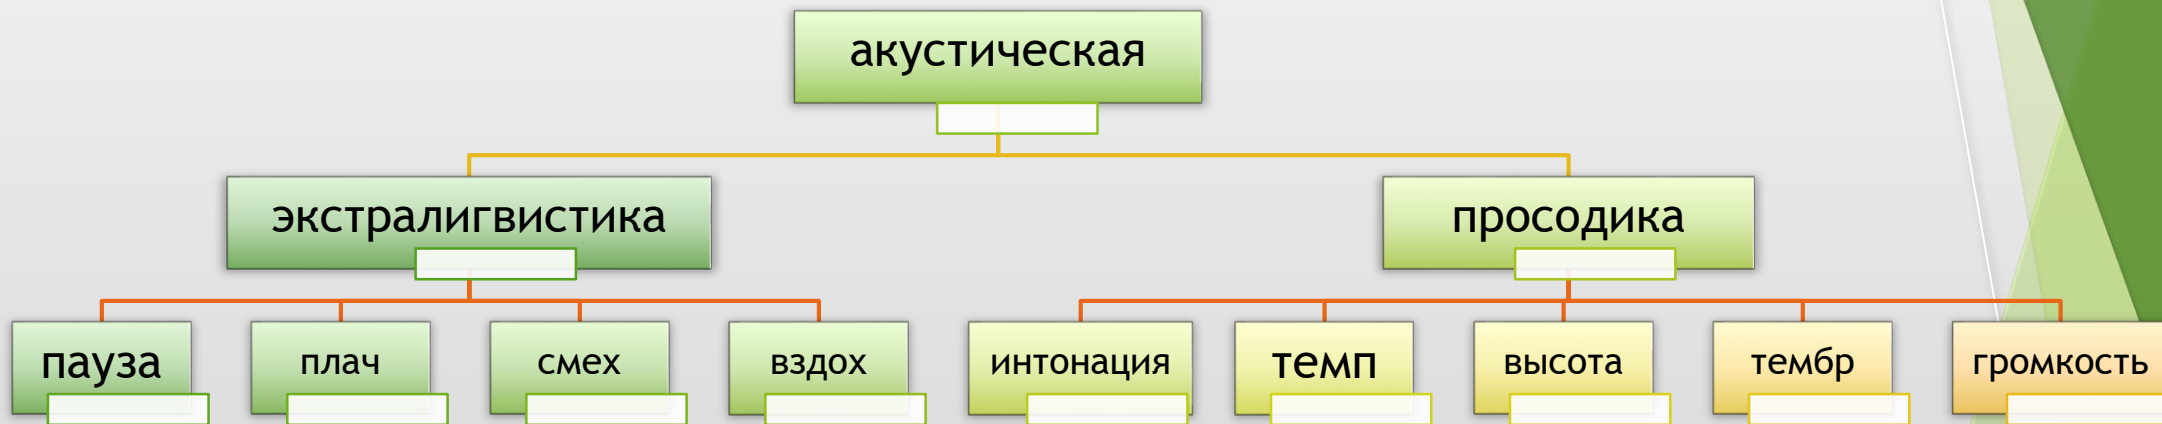 акустическая
экстралигвистика
просодика
пауза
плач
смех
вздох
интонация
темп
высота
тембр
громкость